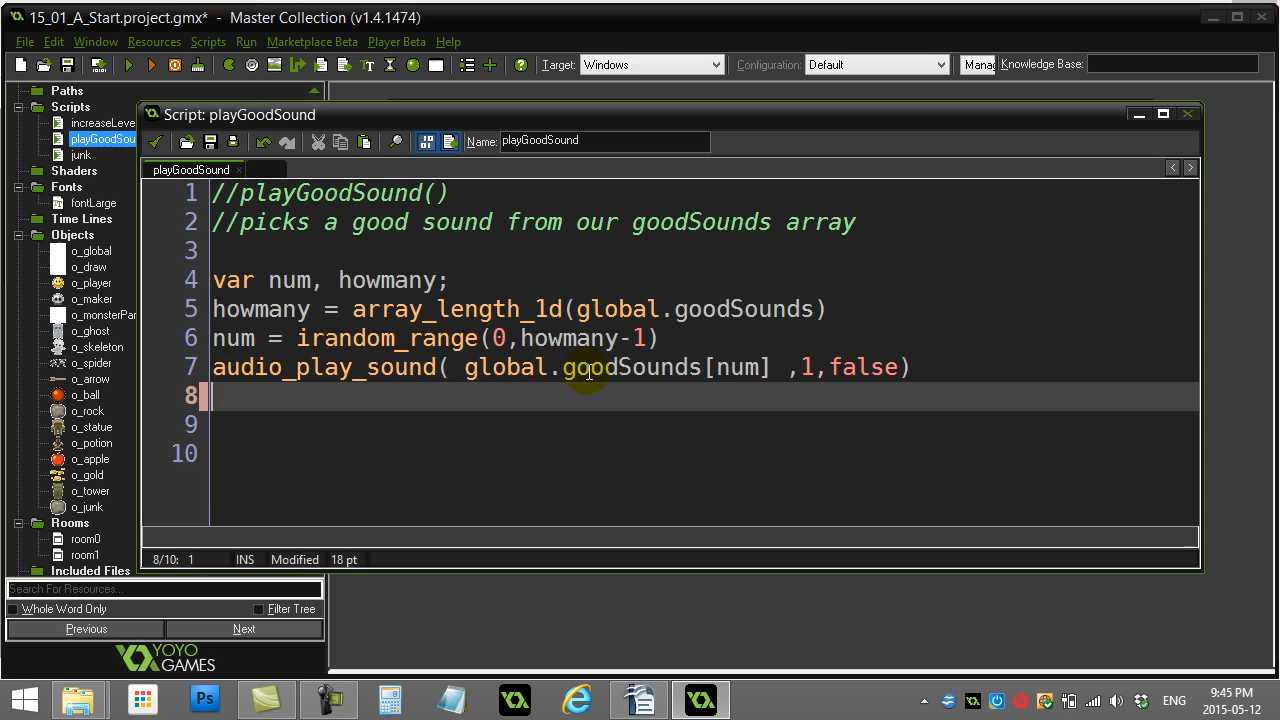 15_01_A_Start.project.gmx* - Master Collection (v1.4.1474)
File Edit Window Resources Scripts Run Marketplace Beta Player Beta Help
Target: Windows Configuration: Default Manag Knowledge Base:
Paths
Scripts
increaseLeve
playGoodSou
junk
Shaders
Fonts
fontLarge
Time Lines
Objects
o_global
o_draw
o_player
o_maker
o_monsterPar
o_ghost
o_skeleton
o_spider
o_arrow
o_ball
o_rock
o_statue
o_potion
o_apple
o_gold
o_tower
o_junk
Rooms
room0
room1
Included Files
Search For Resources...
Whole Word Only Filter Tree
Previous Next
YOYO
GAMES
Script: playGoodSound
Name: playGoodSound
playGoodSound
1 //playGoodSound()
2 //picks a good sound from our goodSounds array
3
4 var num, howmany;
5 howmany = array_length_1d(global.goodSounds)
6 num = irandom_range(0,howmany-1)
7 audio_play_sound( global.goodSounds[num] ,1,false)
8
9
10
8/10: 1 INS Modified 18 pt
Ps
ENG
9:45 PM
2015-05-12